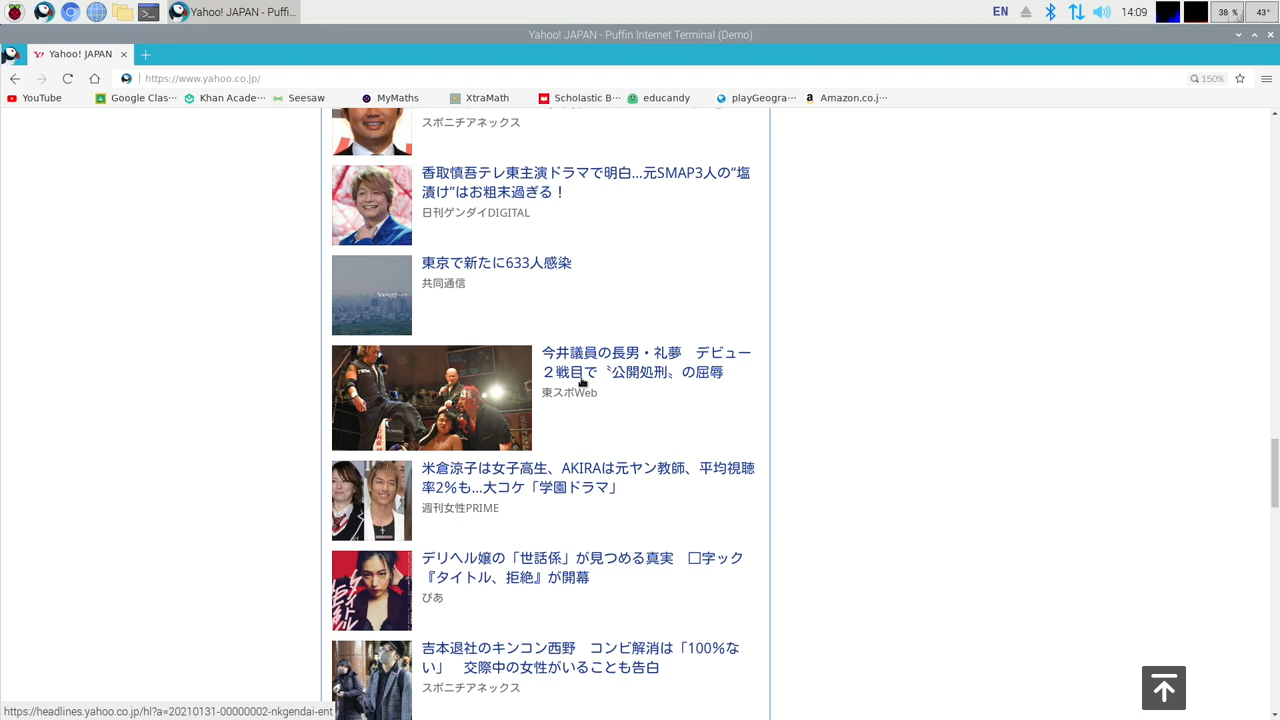 EN
14:09
38 %
43°
Yahoo! JAPAN - Puffi...
Yahoo! JAPAN - Puffin Internet Terminal (Demo)
Yahoo! JAPAN
https://www.yahoo.co.jp/
150%
YouTube
Google Clas⋯
Khan Acade⋯
Seesaw
MyMaths
XtraMath
Scholastic B⋯
educandy
playGeogra⋯
Amazon.co.j⋯
スポニチアネックス
香取慎吾テレ東主演ドラマで明白...元SMAP3人の“塩
漬け”はお粗末過ぎる！
日刊ゲンダイDIGITAL
東京で新たに633人感染
共同通信
今井議員の長男・礼夢　デビュー
２戦目で〝公開処刑〟の屈辱
東スポWeb
米倉涼子は女子高生、AKIRAは元ヤン教師、平均視聴
率2％も...大コケ「学園ドラマ」
週刊女性PRIME
デリヘル嬢の「世話係」が見つめる真実　□字ック
『タイトル、拒絶』が開幕
ぴあ
吉本退社のキンコン西野　コンビ解消は「100％な
い」　交際中の女性がいることも告白
スポニチアネックス
https://headlines.yahoo.co.jp/hl?a=20210131-00000002-nkgendai-ent